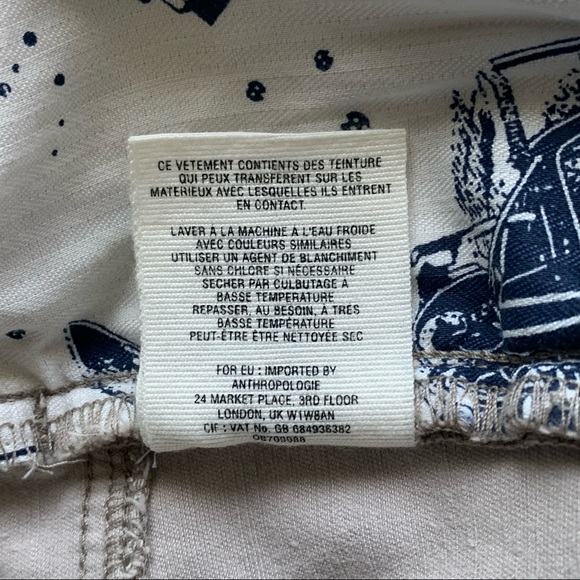 CE VETEMENT CONTIENTS DES TEINTURE
QUI PEUX TRANSFERENT SUR LES
MATERIEUX AVEC LESQUELLES ILS ENTRENT
EN CONTACT.
LAVER À LA MACHINE À L'EAU FROIDE
AVEC COULEURS SIMILAIRES
UTILISER UN AGENT DE BLANCHIMENT
SANS CHLORE SI NÉCESSAIRE
SECHER PAR CULBUTAGE À
BASSE TEMPERATURE
REPASSER, AU BESOIN, À TRÈS
BASSE TEMPÉRATURE
PEUT-ÊTRE ÊTRE NETTOYÉE SEC
FOR EU : IMPORTED BY
ANTHROPOLOGIE
24 MARKET PLACE, 3RD FLOOR
LONDON, UK W1W8AN
CIF : VAT No. GB 684936382